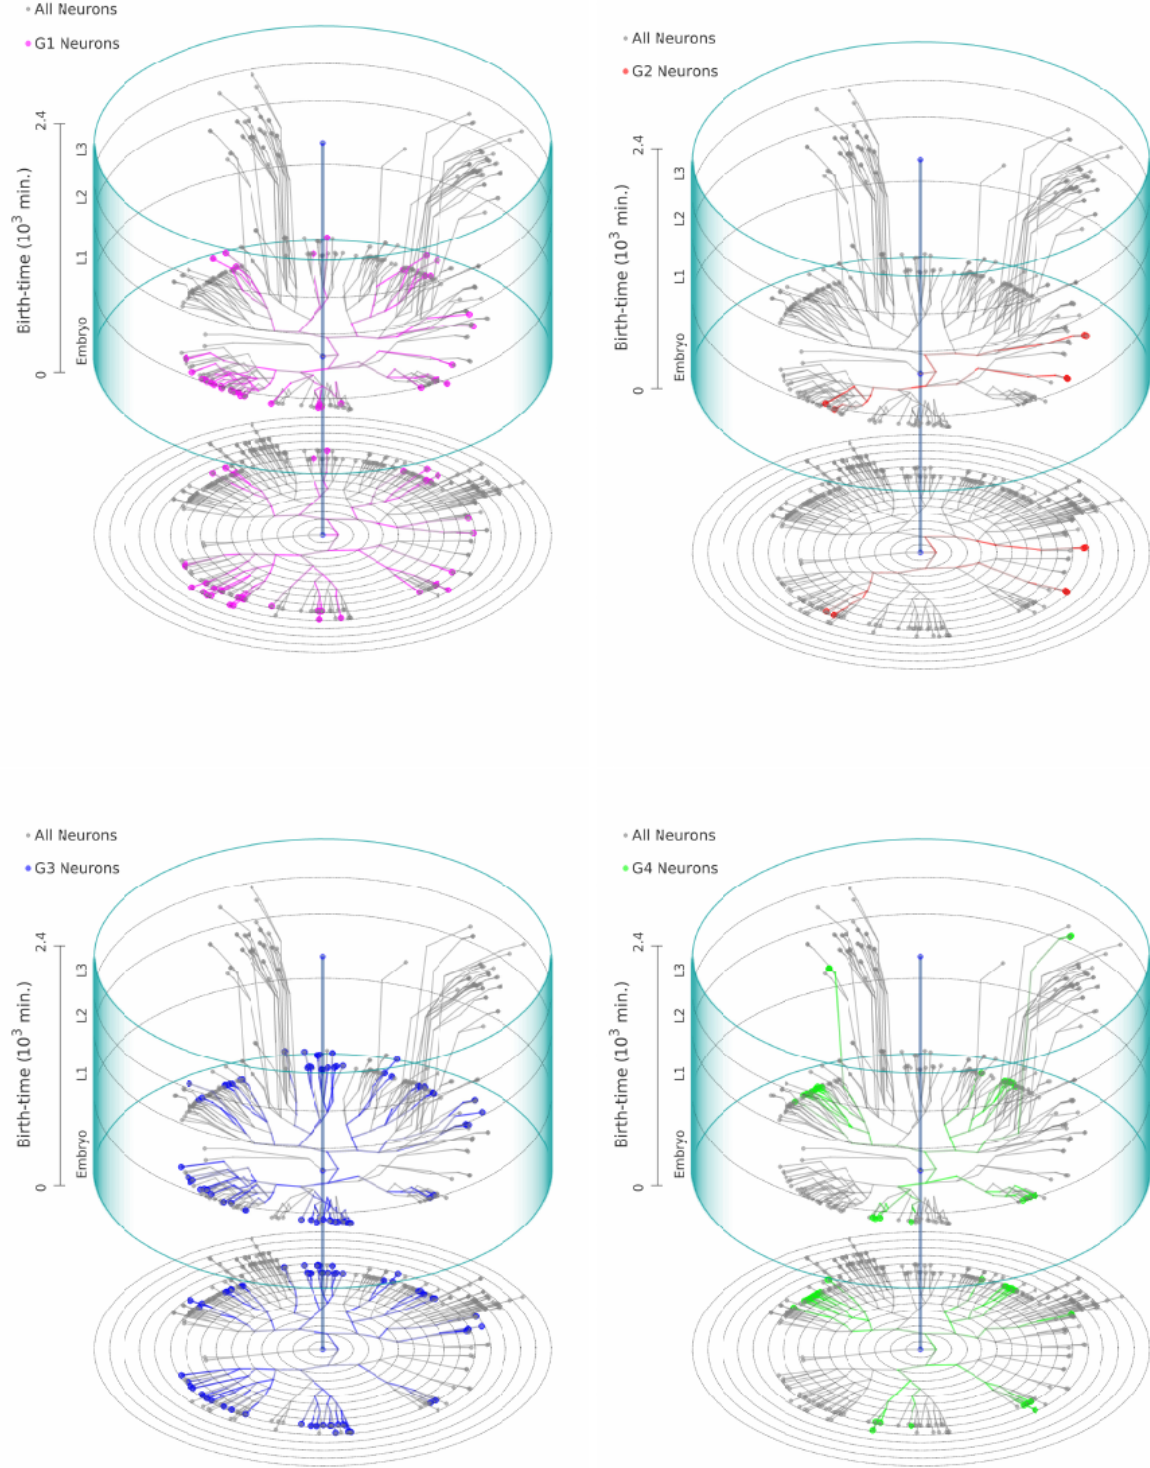 All Neurons
G1 Neurons
2.4
L3
L2
L1
Embryo
0
Birth-time (10³ min.)
All Neurons
G2 Neurons
2.4
L3
L2
L1
Embryo
0
Birth-time (10³ min.)
All Neurons
G3 Neurons
2.4
L3
L2
L1
Embryo
0
Birth-time (10³ min.)
All Neurons
G4 Neurons
2.4
L3
L2
L1
Embryo
0
Birth-time (10³ min.)